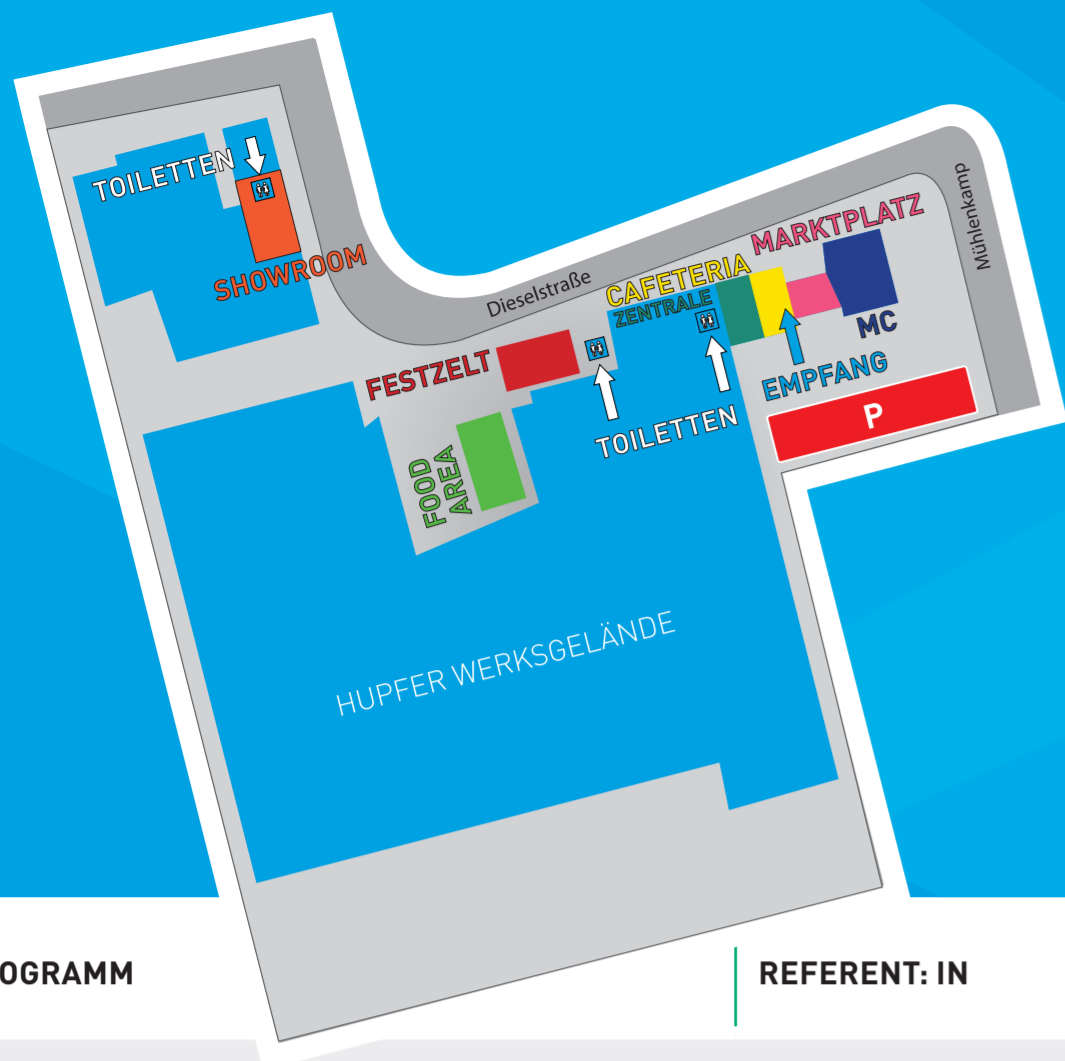 TOILETTEN
SHOWROOM
Mühlenkamp
MARKTPLATZ
Dieselstraße
CAFETERIA
ZENTRALE
MC
FESTZELT
EMPFANG
P
TOILETTEN
FOOD
AREA
HUPFER WERKSGELÄNDE
OGRAMM
REFERENT: IN